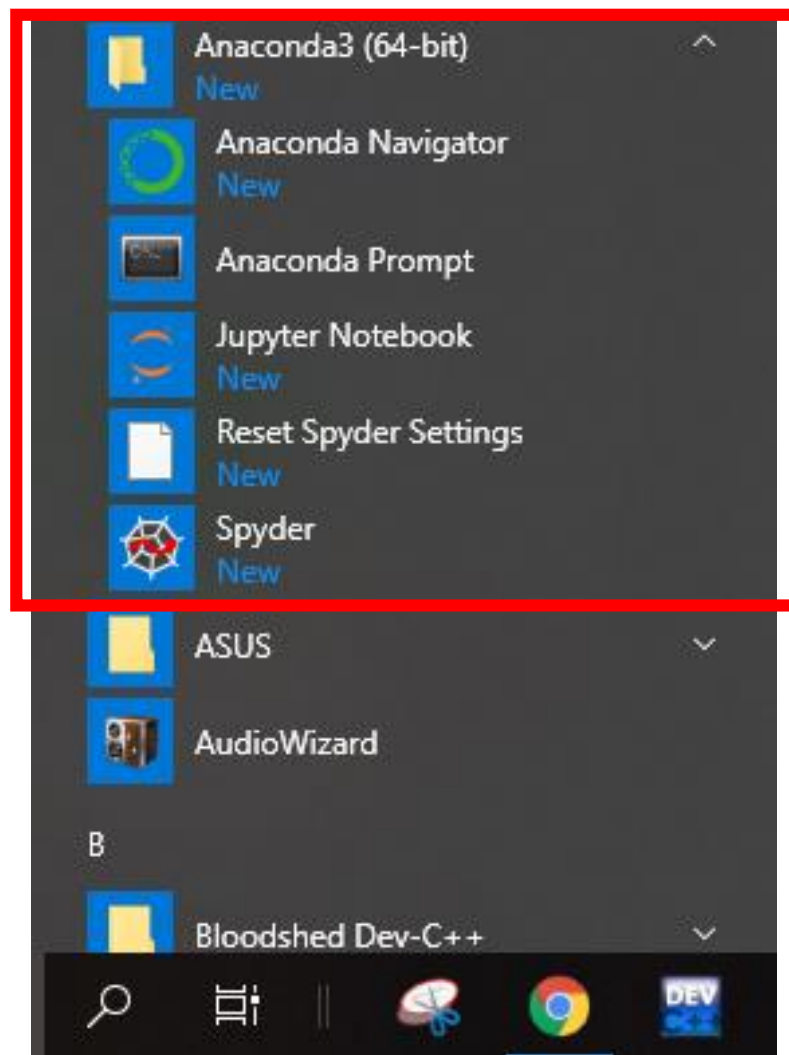 Anaconda3 (64-bit)
New
Anaconda Navigator
New
Anaconda Prompt
Jupyter Notebook
New
Reset Spyder Settings
New
Spyder
New
ASUS
AudioWizard
B
Bloodshed Dev-C++
DEV
C++